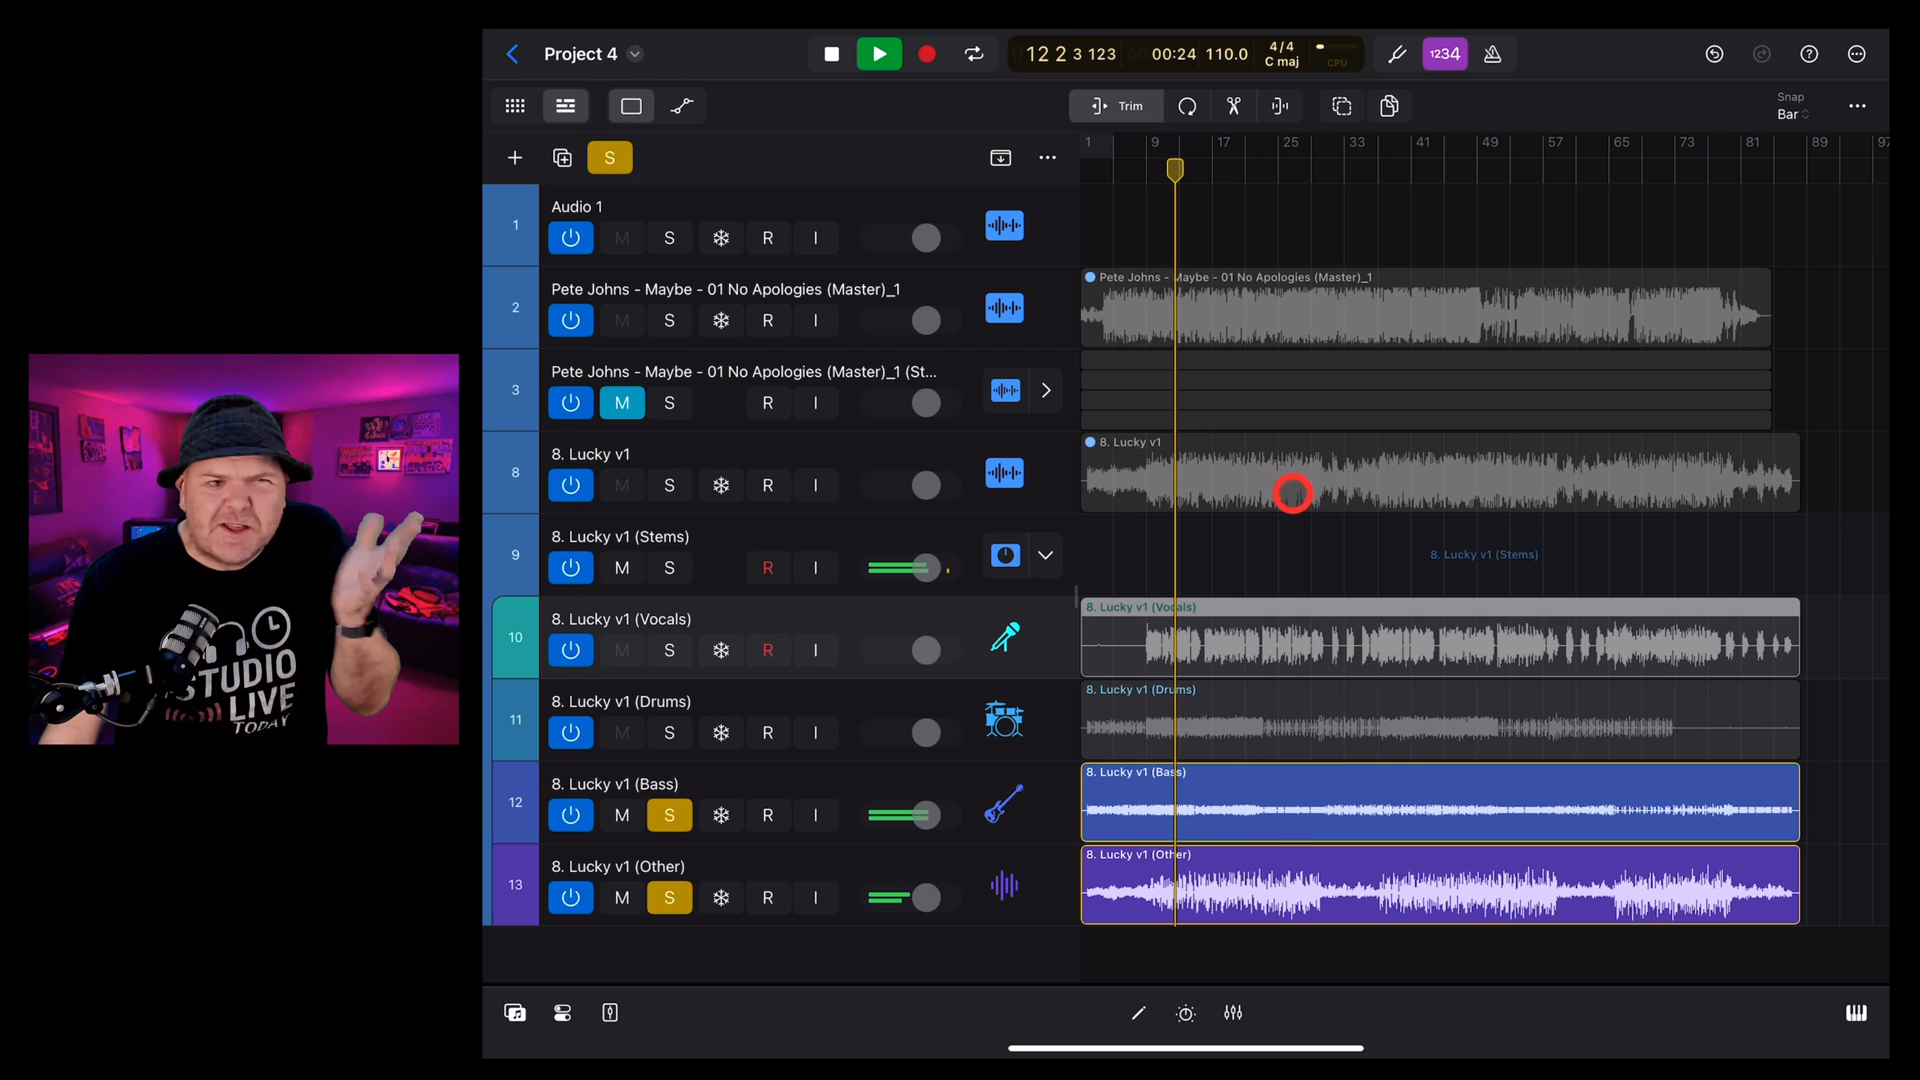 Project 4
12 2 3 123
00:24
110.0
4/4
C maj
CPU
1234
Trim
Snap
Bar
S
1 9 17 25 33 41 49 57 65 73 81 89 97
1
Audio 1
M S R I
2
Pete Johns - Maybe - 01 No Apologies (Master)_1
M S R I
Pete Johns - Maybe - 01 No Apologies (Master)_1
3
Pete Johns - Maybe - 01 No Apologies (Master)_1 (St...
M S R I
8
8. Lucky v1
S R I
8. Lucky v1
9
8. Lucky v1 (Stems)
M S R I
8. Lucky v1 (Stems)
10
8. Lucky v1 (Vocals)
M S R I
8. Lucky v1 (Vocals)
11
8. Lucky v1 (Drums)
M S R I
8. Lucky v1 (Drums)
12
8. Lucky v1 (Bass)
M S R I
8. Lucky v1 (Bass)
13
8. Lucky v1 (Other)
M S R I
8. Lucky v1 (Other)
STUDIO
LIVE
TODAY